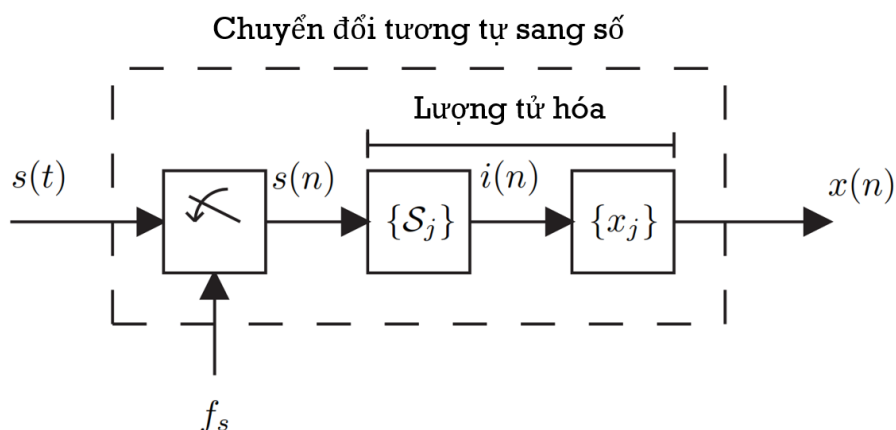 Chuyển đổi tương tự sang số
Lượng tử hóa
s(t)
s(n)
{𝒮_j}
i(n)
{x_j}
x(n)
f_s